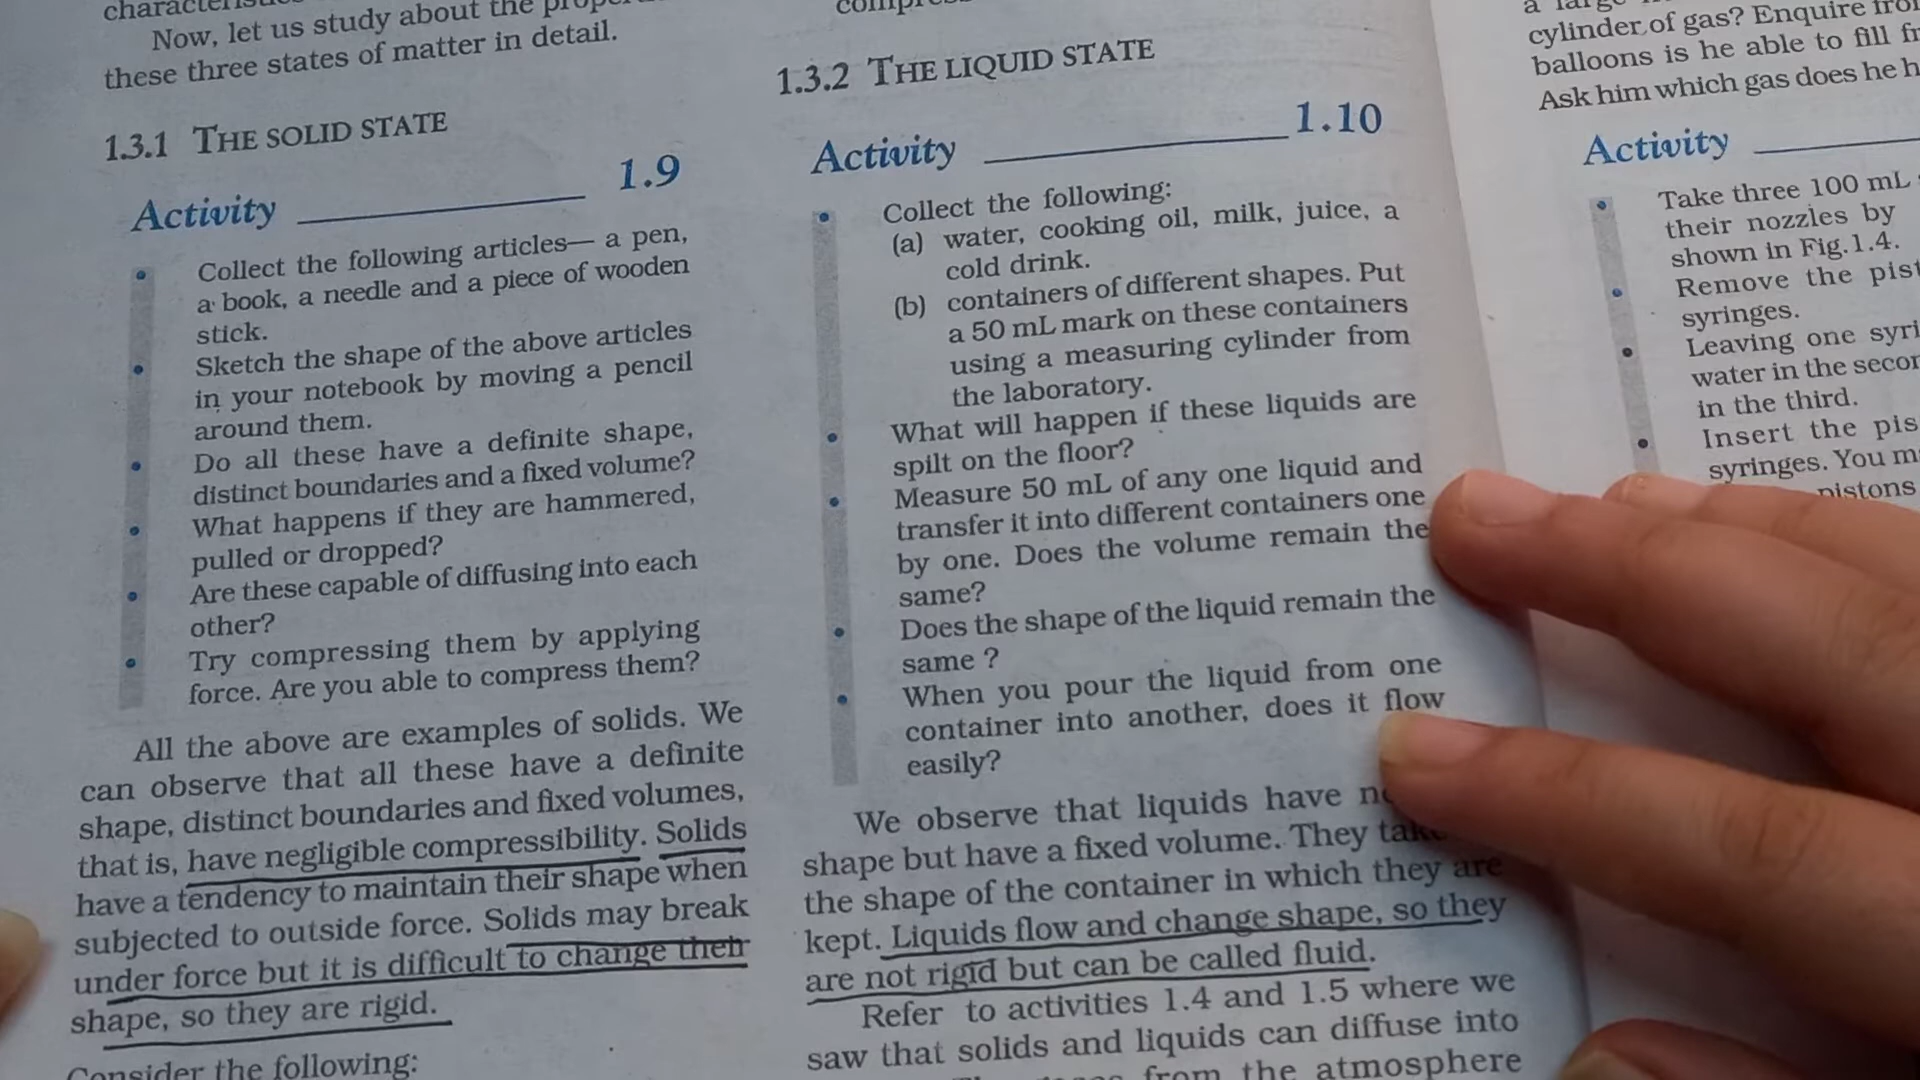 Now, let us study about the
these three states of matter in detail.
1.3.1 THE SOLID STATE
Activity 1.9
• Collect the following articles— a pen,
a book, a needle and a piece of wooden
stick.
• Sketch the shape of the above articles
in your notebook by moving a pencil
around them.
• Do all these have a definite shape,
distinct boundaries and a fixed volume?
• What happens if they are hammered,
pulled or dropped?
• Are these capable of diffusing into each
other?
• Try compressing them by applying
force. Are you able to compress them?
All the above are examples of solids. We
can observe that all these have a definite
shape, distinct boundaries and fixed volumes,
that is, have negligible compressibility. Solids
have a tendency to maintain their shape when
subjected to outside force. Solids may break
under force but it is difficult to change their
shape, so they are rigid.
Consider the following:
1.3.2 THE LIQUID STATE
Activity 1.10
• Collect the following:
(a) water, cooking oil, milk, juice, a
cold drink.
(b) containers of different shapes. Put
a 50 mL mark on these containers
using a measuring cylinder from
the laboratory.
• What will happen if these liquids are
spilt on the floor?
• Measure 50 mL of any one liquid and
transfer it into different containers one
by one. Does the volume remain the
same?
• Does the shape of the liquid remain the
same ?
• When you pour the liquid from one
container into another, does it flow
easily?
We observe that liquids have
shape but have a fixed volume. They
the shape of the container in which they are
kept. Liquids flow and change shape, so they
are not rigid but can be called fluid.
Refer to activities 1.4 and 1.5 where we
saw that solids and liquids can diffuse into
from the atmosphere
a large
cylinder of gas? Enquire
balloons is he able to fill
Ask him which gas does he
Activity
• Take three 100 mL
their nozzles by
shown in Fig.1.4.
• Remove the
syringes.
• Leaving one
water in the
in the third.
• Insert the
syringes. You
pistons